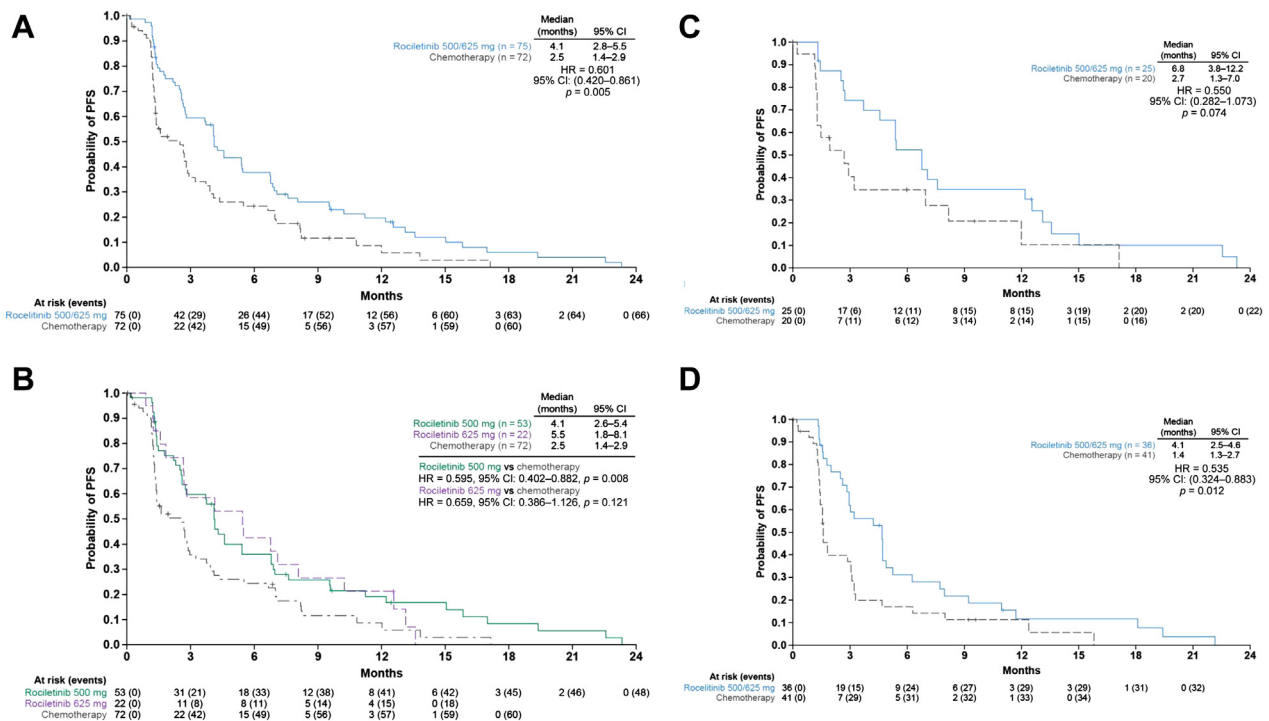 A
Median (months) 95% CI
Rociletinib 500/625 mg (n = 75) 4.1 2.8–5.5
Chemotherapy (n = 72) 2.5 1.4–2.9
HR = 0.601
95% CI: (0.420–0.861)
p = 0.005
Probability of PFS
1.0
0.9
0.8
0.7
0.6
0.5
0.4
0.3
0.2
0.1
0.0
0 3 6 9 12 15 18 21 24
Months
At risk (events)
Rociletinib 500/625 mg 75 (0) 42 (29) 26 (44) 17 (52) 12 (56) 6 (60) 3 (63) 2 (64) 0 (66)
Chemotherapy 72 (0) 22 (42) 15 (49) 5 (56) 3 (57) 1 (59) 0 (60)
B
Median (months) 95% CI
Rociletinib 500 mg (n = 53) 4.1 2.6–5.4
Rociletinib 625 mg (n = 22) 5.5 1.8–8.1
Chemotherapy (n = 72) 2.5 1.4–2.9
Rociletinib 500 mg vs chemotherapy
HR = 0.595, 95% CI: 0.402–0.882, p = 0.008
Rociletinib 625 mg vs chemotherapy
HR = 0.659, 95% CI: 0.386–1.126, p = 0.121
Probability of PFS
1.0
0.9
0.8
0.7
0.6
0.5
0.4
0.3
0.2
0.1
0.0
0 3 6 9 12 15 18 21 24
Months
At risk (events)
Rociletinib 500 mg 53 (0) 31 (21) 18 (33) 12 (38) 8 (41) 6 (42) 3 (45) 2 (46) 0 (48)
Rociletinib 625 mg 22 (0) 11 (8) 8 (11) 5 (14) 4 (15) 0 (18)
Chemotherapy 72 (0) 22 (42) 15 (49) 5 (56) 3 (57) 1 (59) 0 (60)
C
Median (months) 95% CI
Rociletinib 500/625 mg (n = 25) 6.8 3.8–12.2
Chemotherapy (n = 20) 2.7 1.3–7.0
HR = 0.550
95% CI: (0.282–1.073)
p = 0.074
Probability of PFS
1.0
0.9
0.8
0.7
0.6
0.5
0.4
0.3
0.2
0.1
0.0
0 3 6 9 12 15 18 21 24
Months
At risk (events)
Rociletinib 500/625 mg 25 (0) 17 (6) 12 (11) 8 (15) 8 (15) 3 (19) 2 (20) 2 (20) 0 (22)
Chemotherapy 20 (0) 7 (11) 6 (12) 3 (14) 2 (14) 1 (15) 0 (16)
D
Median (months) 95% CI
Rociletinib 500/625 mg (n = 36) 4.1 2.5–4.6
Chemotherapy (n = 41) 1.4 1.3–2.7
HR = 0.535
95% CI: (0.324–0.883)
p = 0.012
Probability of PFS
1.0
0.9
0.8
0.7
0.6
0.5
0.4
0.3
0.2
0.1
0.0
0 3 6 9 12 15 18 21 24
Months
At risk (events)
Rocelitinib 500/625 mg 36 (0) 19 (15) 9 (24) 6 (27) 3 (29) 3 (29) 1 (31) 0 (32)
Chemotherapy 41 (0) 7 (29) 5 (31) 2 (32) 1 (33) 0 (34)